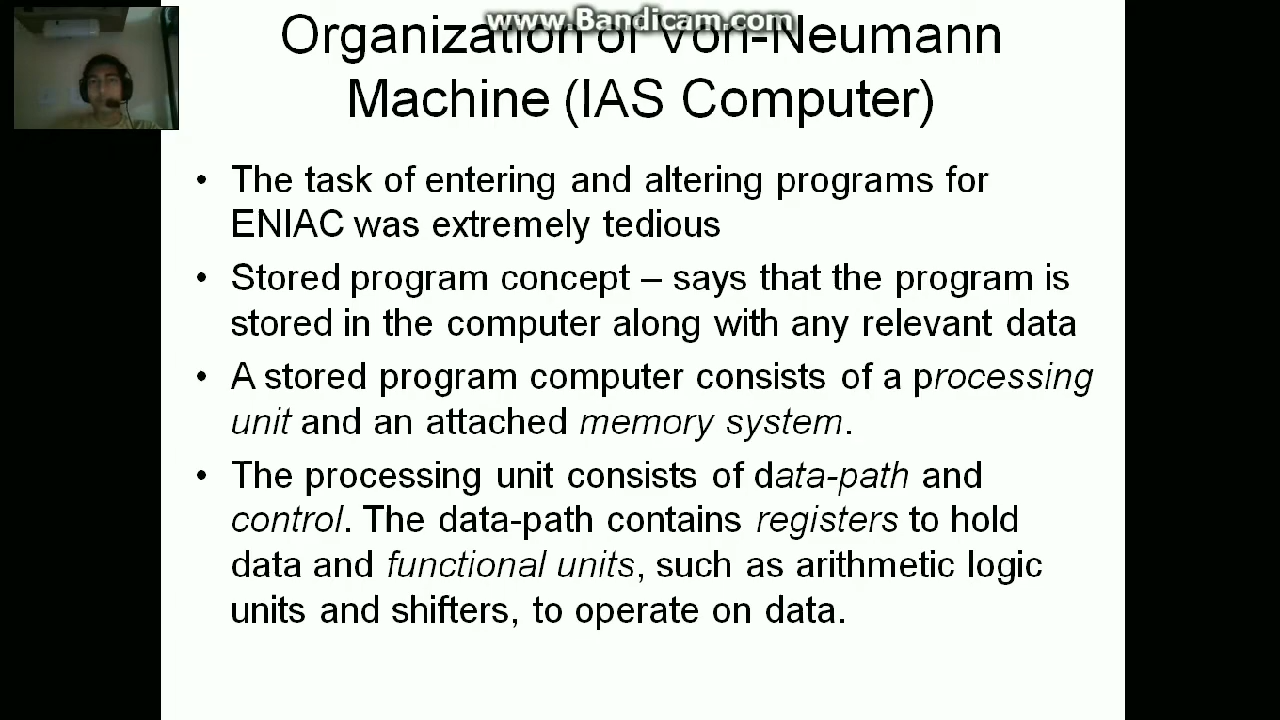 www.Bandicam.com
Organization of Von-Neumann
Machine (IAS Computer)
• The task of entering and altering programs for
ENIAC was extremely tedious
• Stored program concept – says that the program is
stored in the computer along with any relevant data
• A stored program computer consists of a processing
unit and an attached memory system.
• The processing unit consists of data-path and
control. The data-path contains registers to hold
data and functional units, such as arithmetic logic
units and shifters, to operate on data.